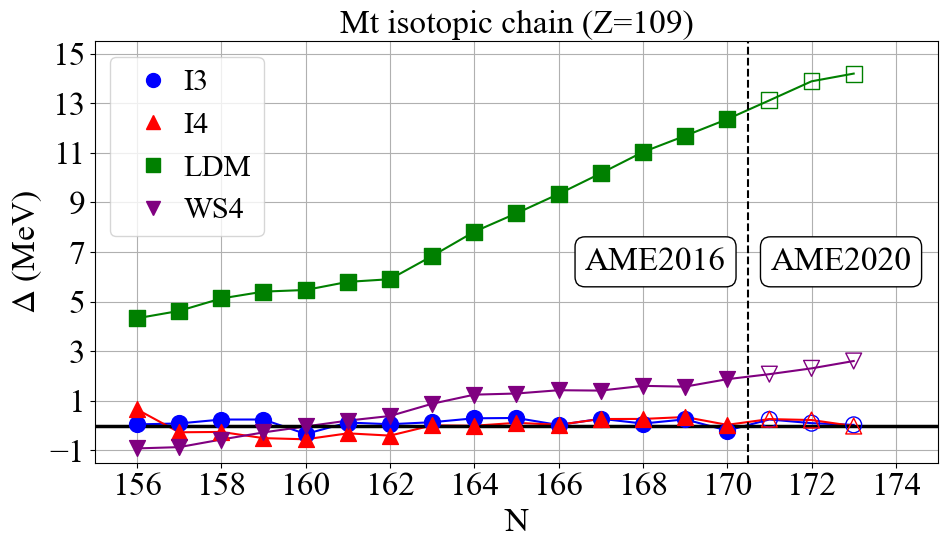 Mt isotopic chain (Z=109)
15
13
11
9
7
5
3
1
−1
Δ (MeV)
I3
I4
LDM
WS4
AME2016
AME2020
156 158 160 162 164 166 168 170 172 174
N